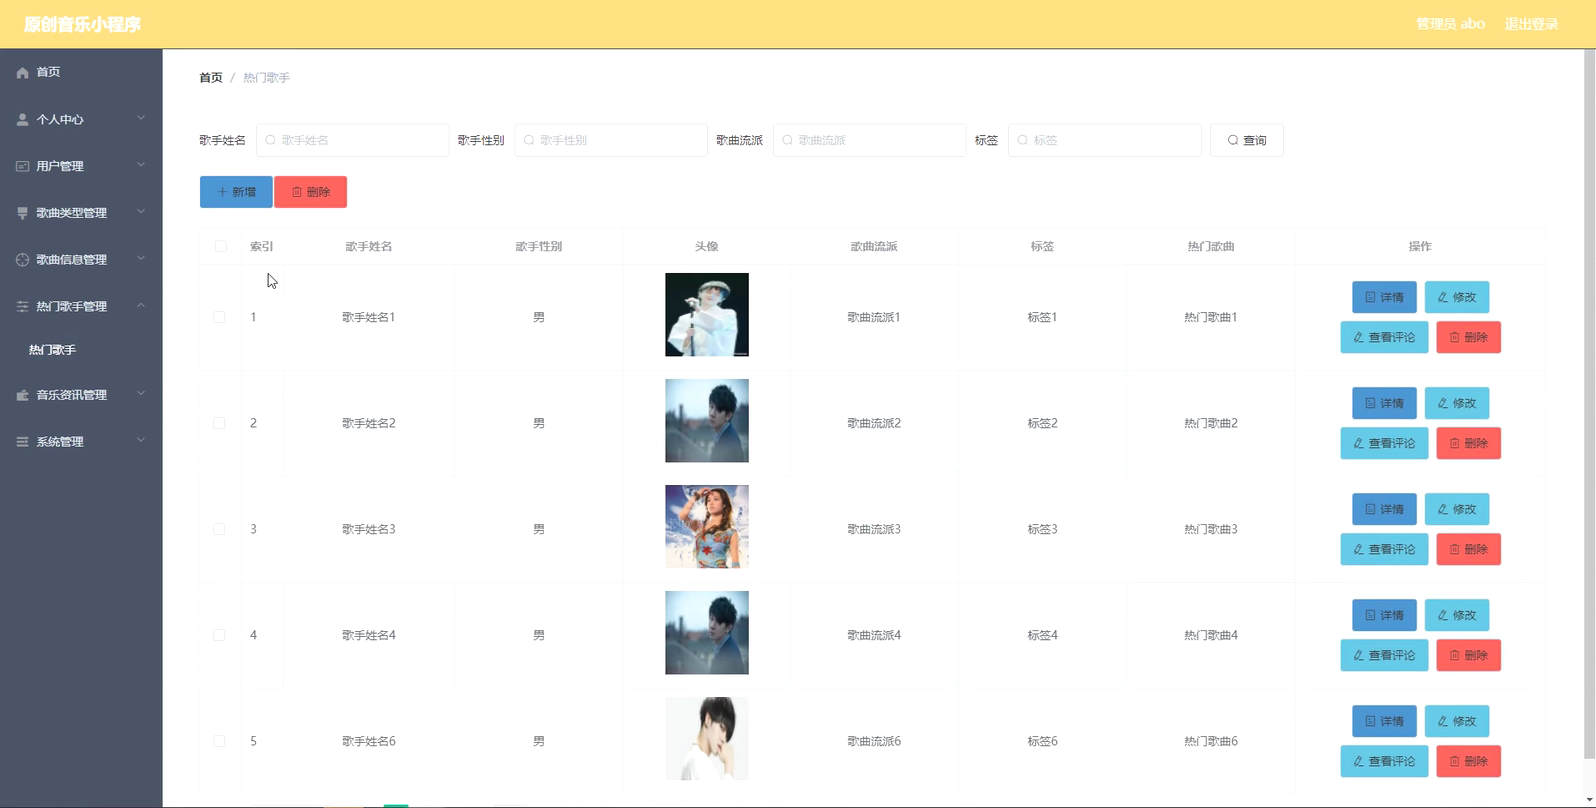 原创音乐小程序
管理员 abo 退出登录
首页
个人中心
用户管理
歌曲类型管理
歌曲信息管理
热门歌手管理
热门歌手
音乐资讯管理
系统管理
首页 / 热门歌手
歌手姓名 歌手姓名 歌手性别 歌手性别 歌曲流派 歌曲流派 标签 标签 查询
新增 删除
索引 歌手姓名 歌手性别 头像 歌曲流派 标签 热门歌曲 操作
1 歌手姓名1 男 歌曲流派1 标签1 热门歌曲1
详情 修改
查看评论 删除
2 歌手姓名2 男 歌曲流派2 标签2 热门歌曲2
详情 修改
查看评论 删除
3 歌手姓名3 男 歌曲流派3 标签3 热门歌曲3
详情 修改
查看评论 删除
4 歌手姓名4 男 歌曲流派4 标签4 热门歌曲4
详情 修改
查看评论 删除
5 歌手姓名6 男 歌曲流派6 标签6 热门歌曲6
详情 修改
查看评论 删除